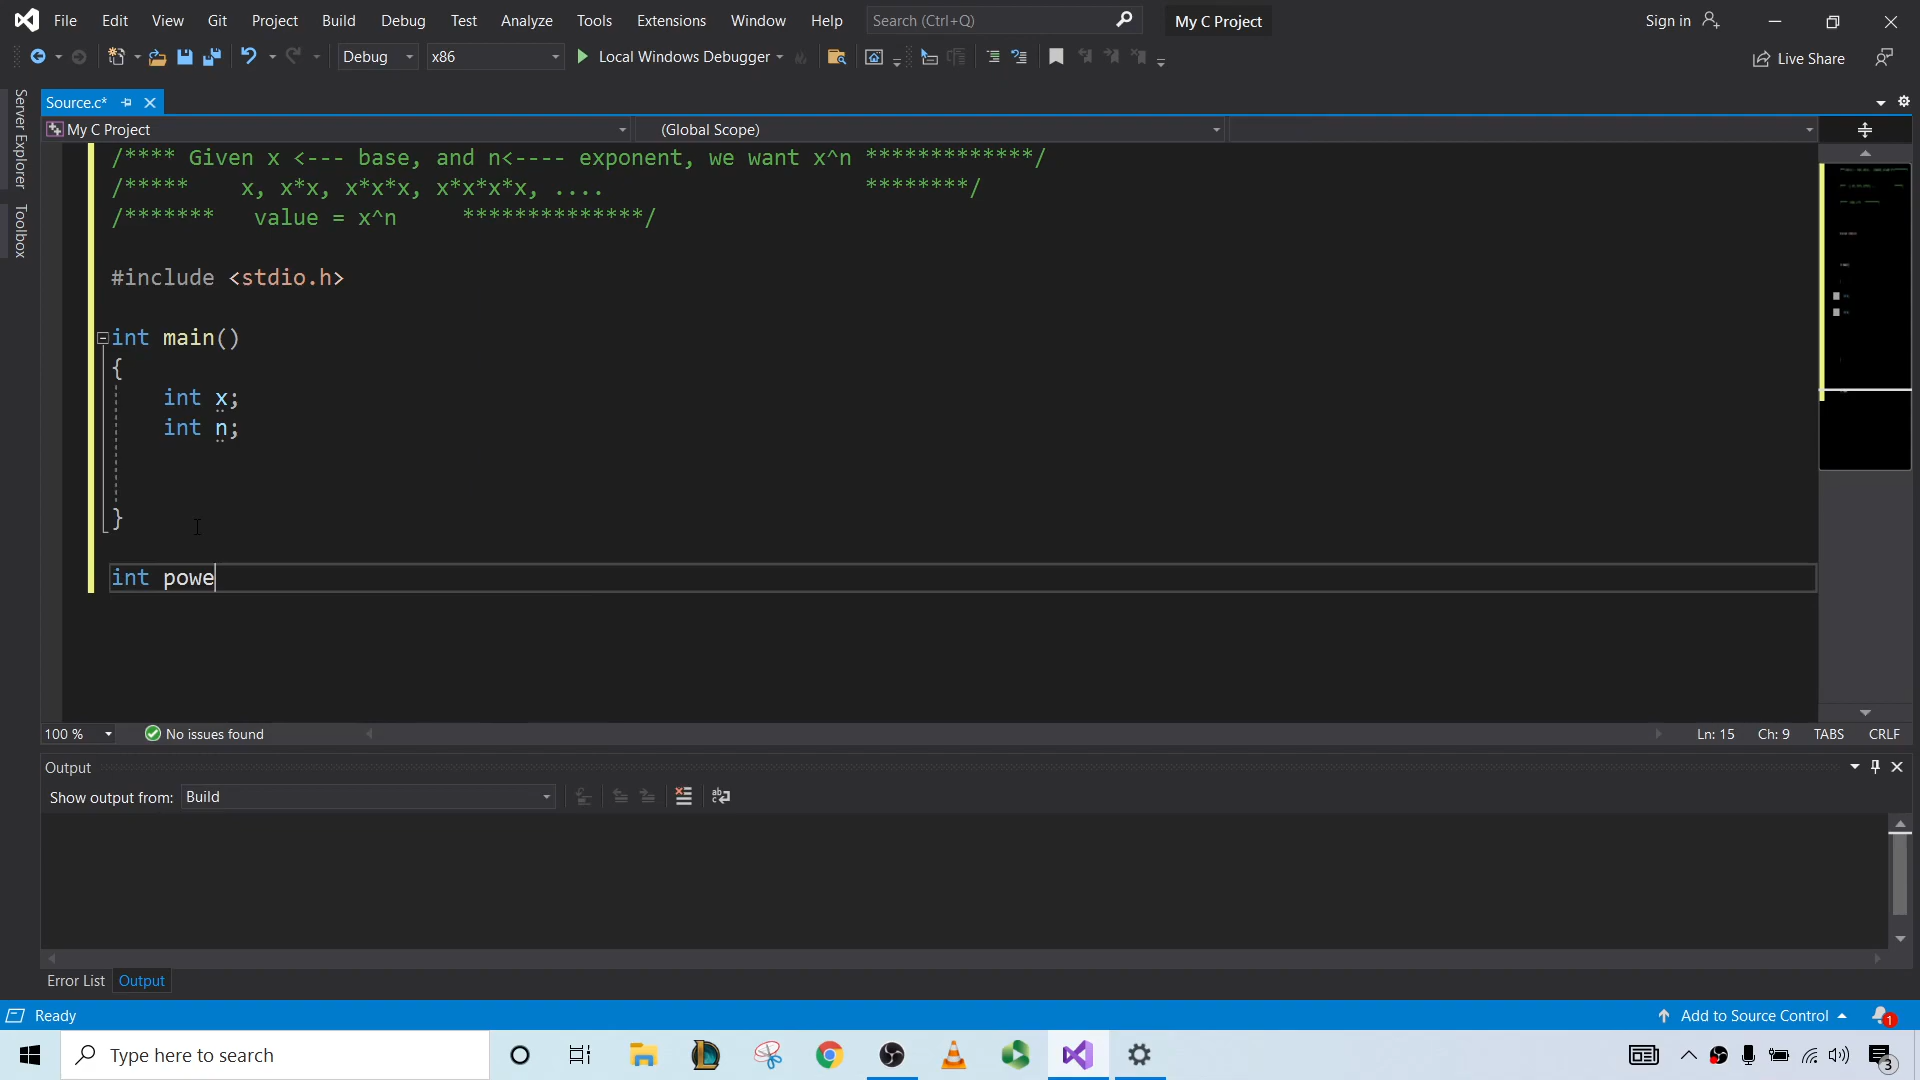 File Edit View Git Project Build Debug Test Analyze Tools Extensions Window Help Search (Ctrl+Q) My C Project Sign in
Debug x86 Local Windows Debugger Live Share
Server Explorer
Toolbox
Source.c*
My C Project (Global Scope)
/**** Given x <--- base, and n<---- exponent, we want x^n *************/
/***** x, x*x, x*x*x, x*x*x*x, .... ********/
/******* value = x^n **************/
#include <stdio.h>
int main()
{
int x;
int n;
}
int powe
100 % No issues found Ln: 15 Ch: 9 TABS CRLF
Output
Show output from: Build
Error List Output
Ready Add to Source Control 1
Type here to search 3